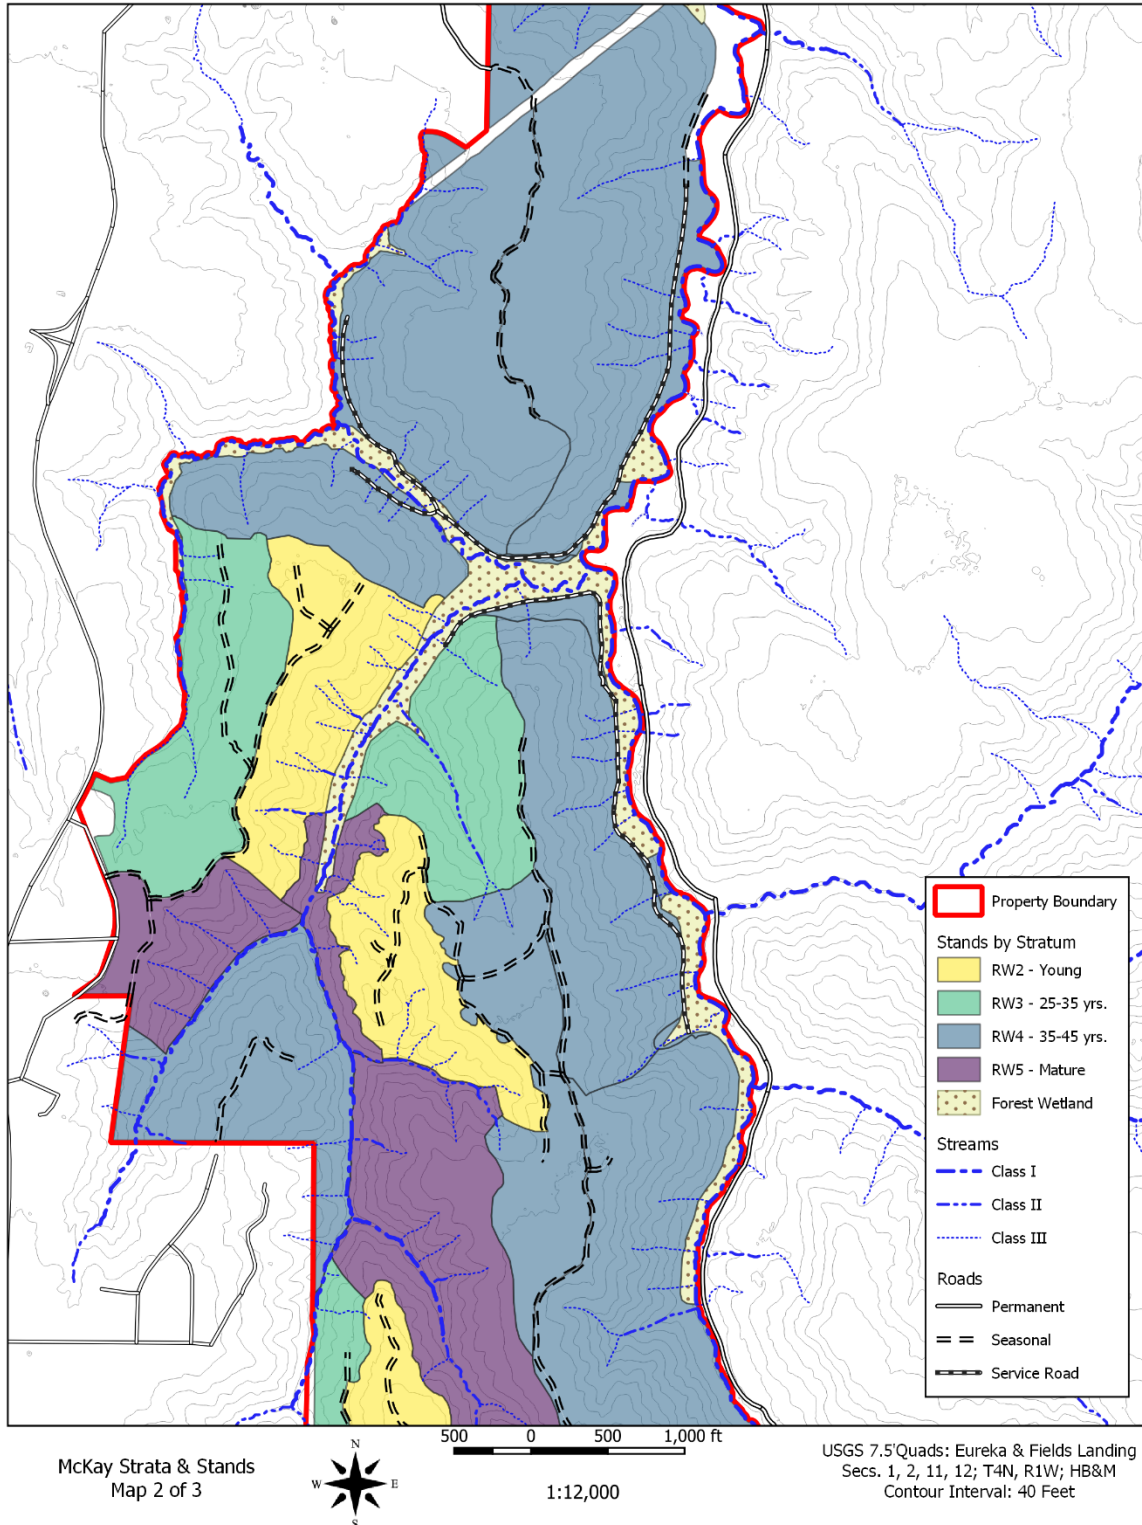 Property Boundary
Stands by Stratum
RW2 - Young
RW3 - 25-35 yrs.
RW4 - 35-45 yrs.
RW5 - Mature
Forest Wetland
Streams
Class I
Class II
Class III
Roads
Permanent
Seasonal
Service Road
McKay Strata & Stands
Map 2 of 3
N
W E
S
500 0 500 1,000 ft
1:12,000
USGS 7.5'Quads: Eureka & Fields Landing
Secs. 1, 2, 11, 12; T4N, R1W; HB&M
Contour Interval: 40 Feet